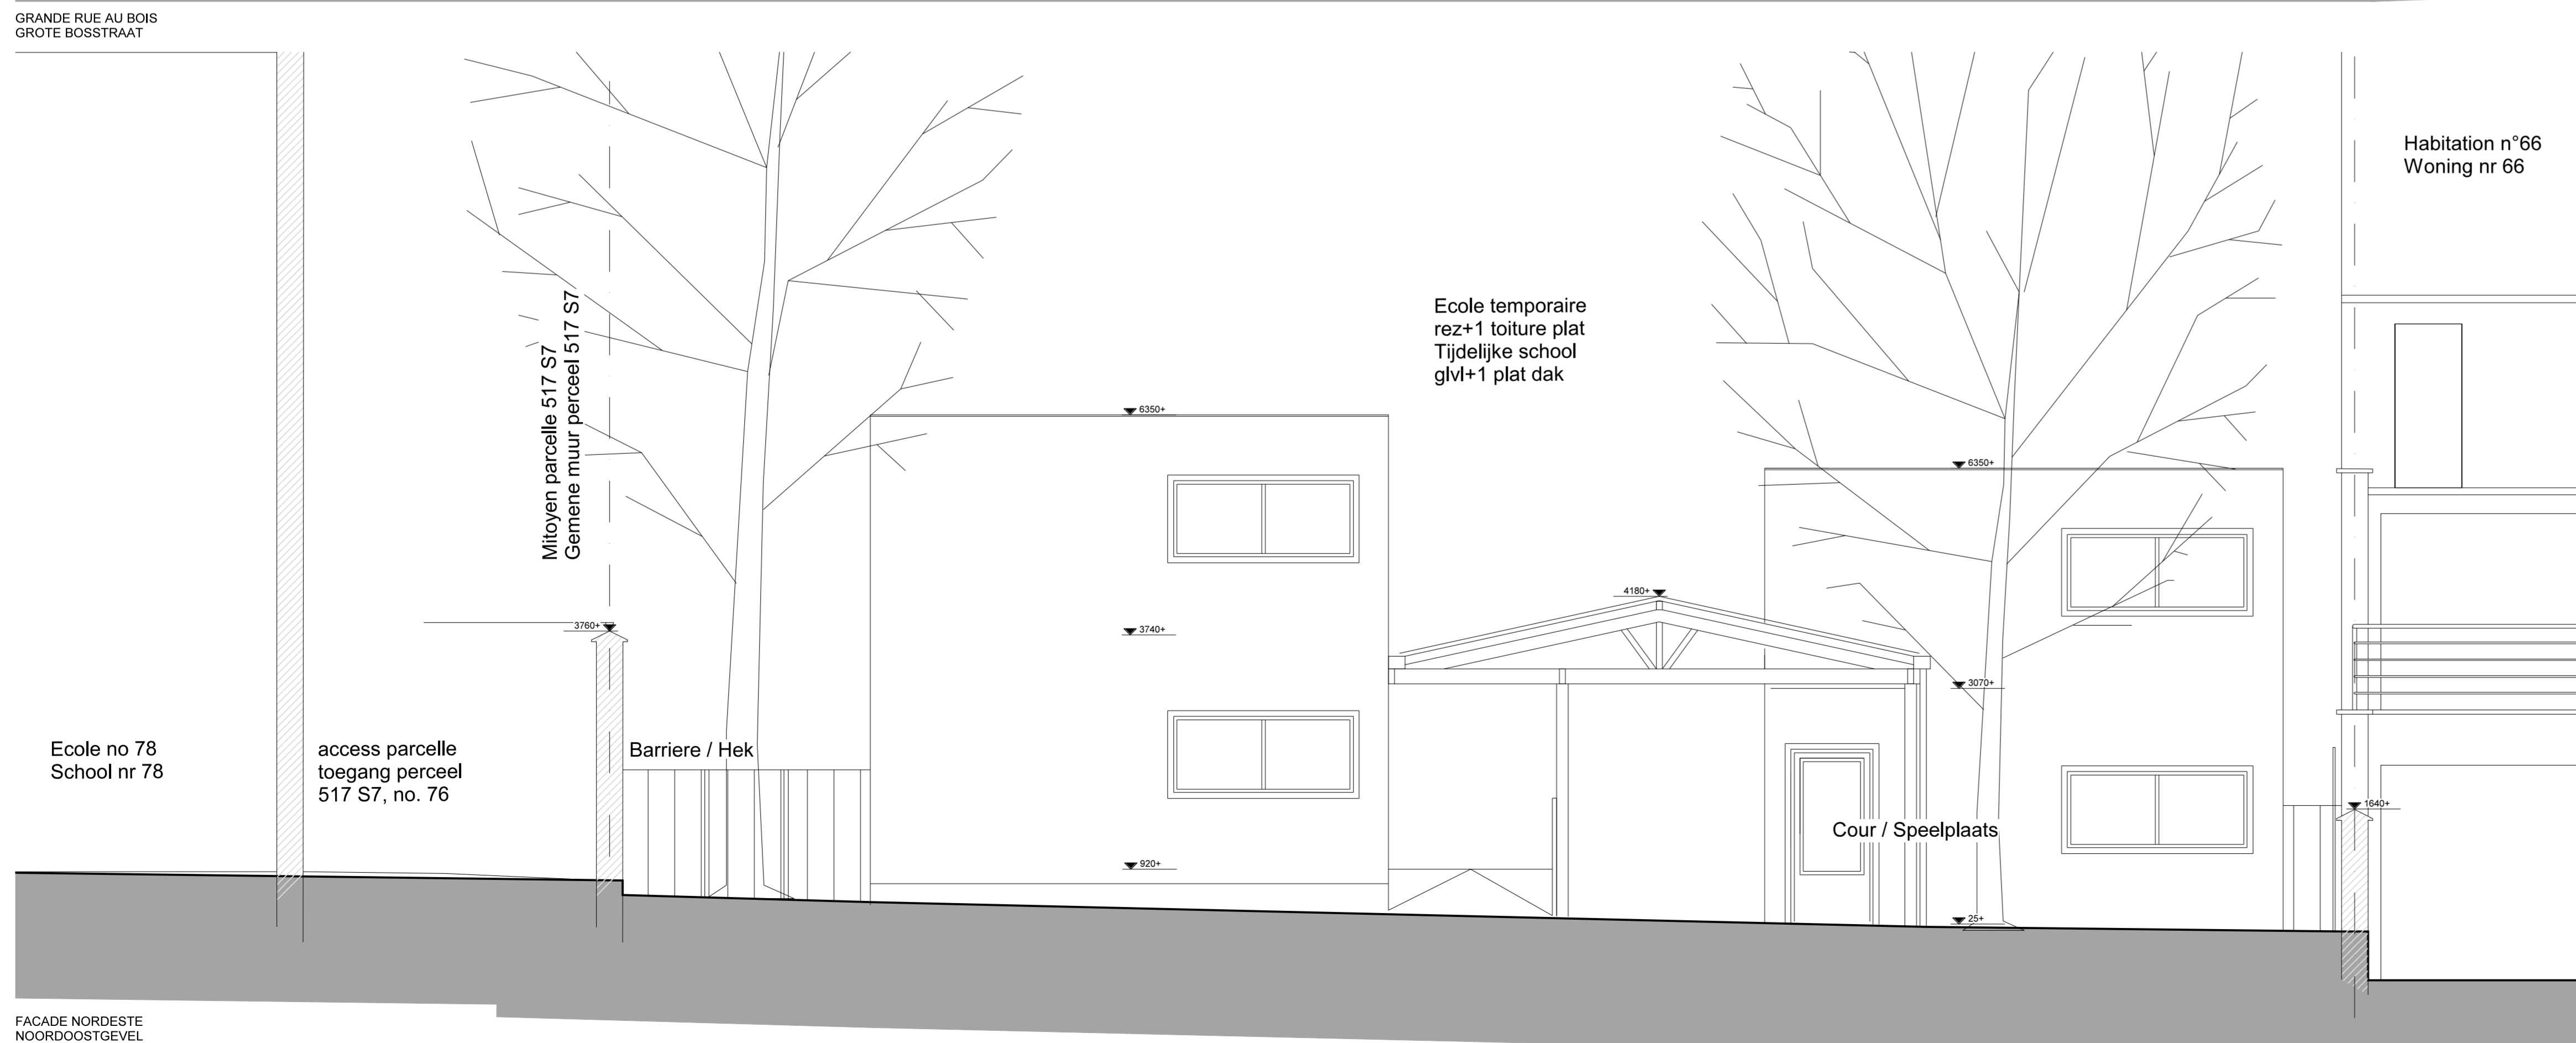 GRANDE RUE AU BOIS
GROTE BOSSTRAAT
Habitation n°66
Woning nr 66
Ecole temporaire
rez+1 toiture plat
Tijdelijke school
glvl+1 plat dak
Mitoyen parcelle 517 S7
Gemene muur perceel 517 S7
6350+
6350+
4180+
3760+
3740+
3070+
Ecole no 78
School nr 78
access parcelle
toegang perceel
517 S7, no. 76
Barriere / Hek
1640+
Cour / Speelplaats
920+
25+
FACADE NORDESTE
NOORDOOSTGEVEL